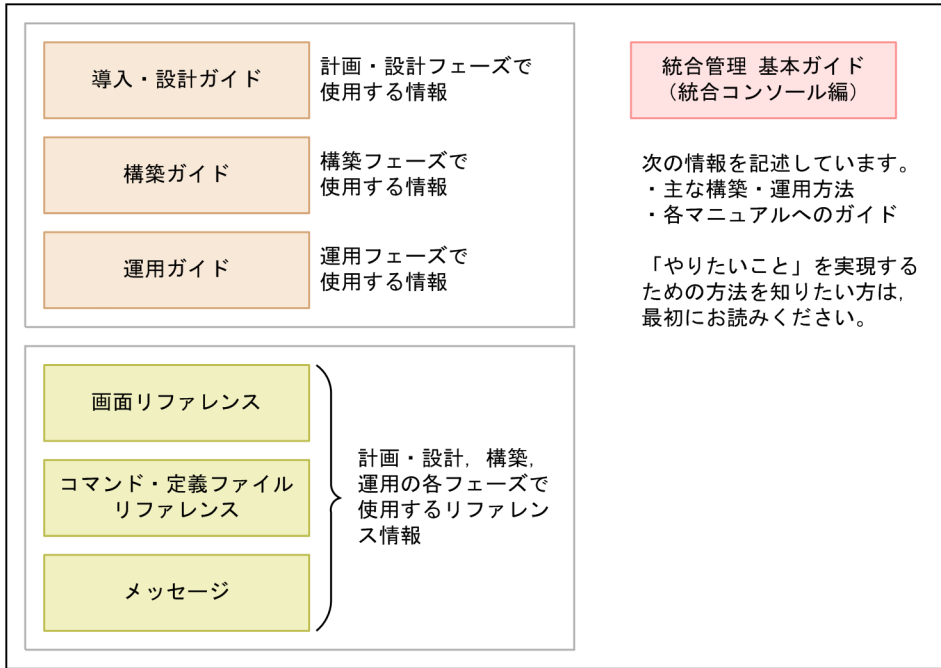 導入・設計ガイド
計画・設計フェーズで
使用する情報
構築ガイド
構築フェーズで
使用する情報
運用ガイド
運用フェーズで
使用する情報
画面リファレンス
コマンド・定義ファイル
リファレンス
メッセージ
計画・設計，構築，
運用の各フェーズで
使用するリファレン
ス情報
統合管理 基本ガイド
（統合コンソール編）
次の情報を記述しています。
・主な構築・運用方法
・各マニュアルへのガイド
「やりたいこと」を実現する
ための方法を知りたい方は，
最初にお読みください。